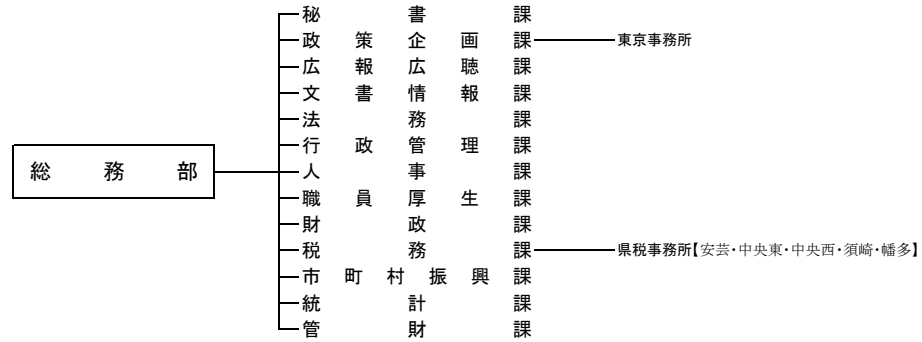 秘書課
政策企画課 東京事務所
広報広聴課
文書情報課
法務課
行政管理課
総務部 人事課
職員厚生課
財政課
税務課 県税事務所【安芸・中央東・中央西・須崎・幡多】
市町村振興課
統計課
管財課